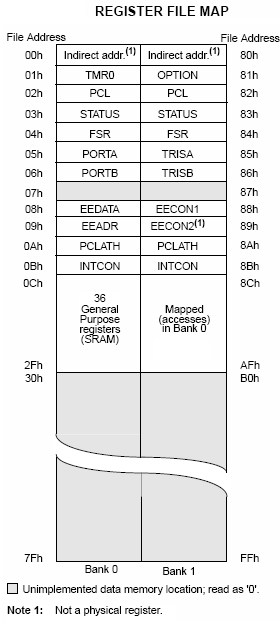 REGISTER FILE MAP
File Address File Address
00h Indirect addr.(1) Indirect addr.(1) 80h
01h TMR0 OPTION 81h
02h PCL PCL 82h
03h STATUS STATUS 83h
04h FSR FSR 84h
05h PORTA TRISA 85h
06h PORTB TRISB 86h
07h 87h
08h EEDATA EECON1 88h
09h EEADR EECON2(1) 89h
0Ah PCLATH PCLATH 8Ah
0Bh INTCON INTCON 8Bh
0Ch 8Ch
36
General Mapped
Purpose (accesses)
registers in Bank 0
(SRAM)
2Fh AFh
30h B0h
7Fh FFh
Bank 0 Bank 1
Unimplemented data memory location; read as '0'.
Note 1: Not a physical register.